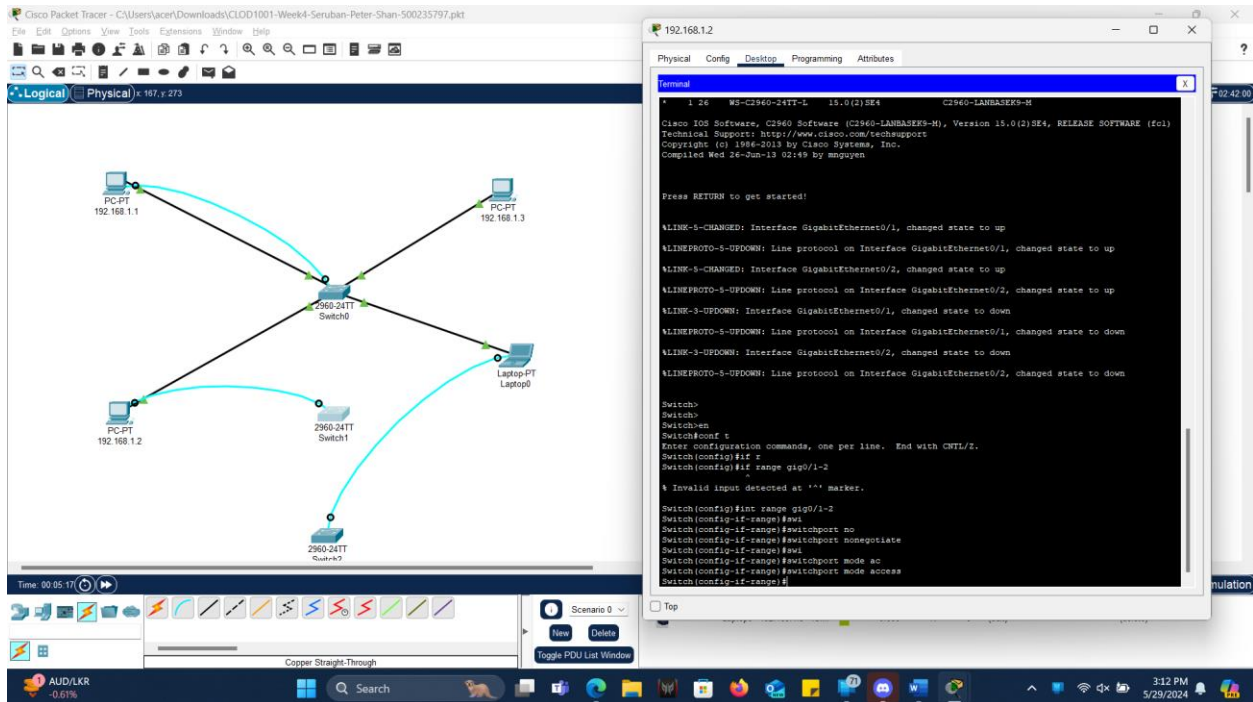 Cisco Packet Tracer - C:\Users\acer\Downloads\CLOD1001-Week4-Seruban-Peter-Shan-500235797.pkt
File Edit Options View Tools Extensions Window Help
?
Logical Physical x: 167, y: 273
02:42:00
PC-PT
192.168.1.1
PC-PT
192.168.1.3
2960-24TT
Switch0
Laptop-PT
Laptop0
PC-PT
192.168.1.2
2960-24TT
Switch1
2960-24TT
Switch2
192.168.1.2
Physical Config Desktop Programming Attributes
Terminal
X
* 1 26 WS-C2960-24TT-L 15.0(2)SE4 C2960-LANBASEK9-M
Cisco IOS Software, C2960 Software (C2960-LANBASEK9-M), Version 15.0(2)SE4, RELEASE SOFTWARE (fc1)
Technical Support: http://www.cisco.com/techsupport
Copyright (c) 1986-2013 by Cisco Systems, Inc.
Compiled Wed 26-Jun-13 02:49 by mnguyen
Press RETURN to get started!
%LINK-5-CHANGED: Interface GigabitEthernet0/1, changed state to up
%LINEPROTO-5-UPDOWN: Line protocol on Interface GigabitEthernet0/1, changed state to up
%LINK-5-CHANGED: Interface GigabitEthernet0/2, changed state to up
%LINEPROTO-5-UPDOWN: Line protocol on Interface GigabitEthernet0/2, changed state to up
%LINK-3-UPDOWN: Interface GigabitEthernet0/1, changed state to down
%LINEPROTO-5-UPDOWN: Line protocol on Interface GigabitEthernet0/1, changed state to down
%LINK-3-UPDOWN: Interface GigabitEthernet0/2, changed state to down
%LINEPROTO-5-UPDOWN: Line protocol on Interface GigabitEthernet0/2, changed state to down
Switch>
Switch>
Switch>en
Switch#conf t
Enter configuration commands, one per line. End with CNTL/Z.
Switch(config)#if r
Switch(config)#if range gig0/1-2
^
% Invalid input detected at '^' marker.
Switch(config)#int range gig0/1-2
Switch(config-if-range)#swi
Switch(config-if-range)#switchport no
Switch(config-if-range)#switchport nonegotiate
Switch(config-if-range)#swi
Switch(config-if-range)#switchport mode ac
Switch(config-if-range)#switchport mode access
Switch(config-if-range)#
Top
Time: 00:05:17
Scenario 0
New Delete
Toggle PDU List Window
Copper Straight-Through
AUD/LKR
-0.61%
Search
71
3:12 PM
5/29/2024